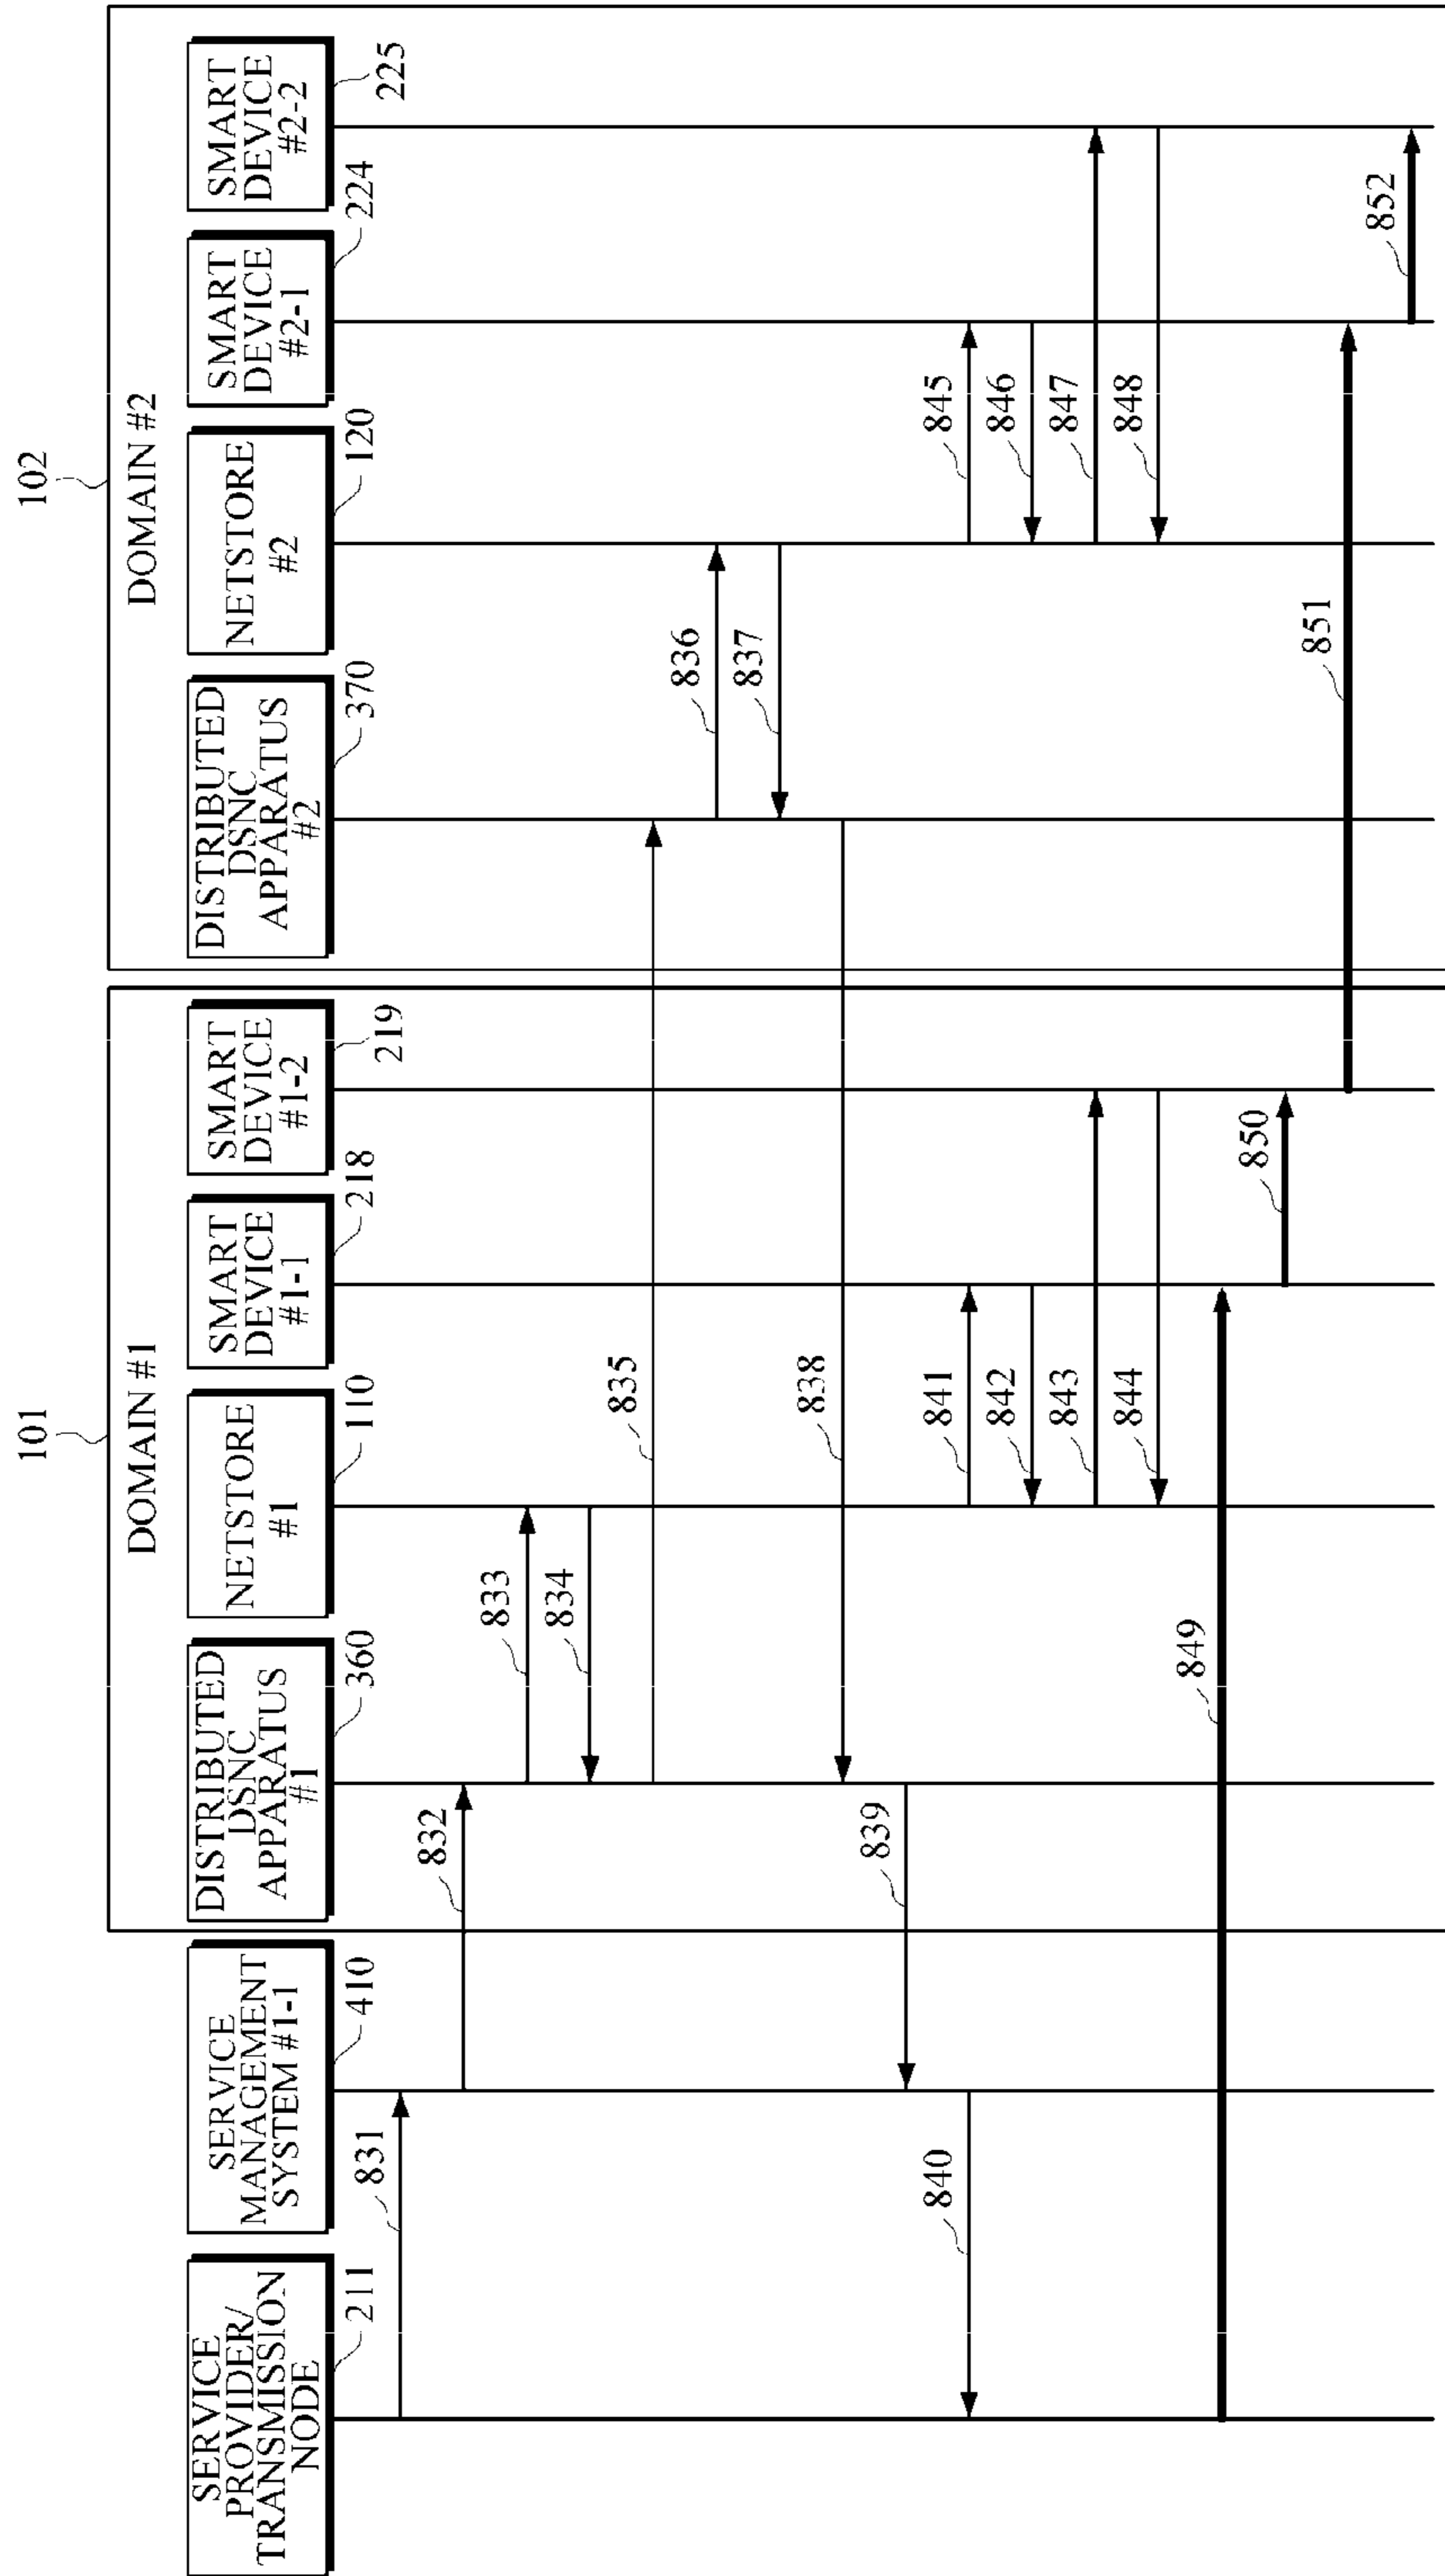 101
102
DOMAIN #1
DOMAIN #2
SERVICE
PROVIDER/
TRANSMISSION
NODE
211
SERVICE
MANAGEMENT
SYSTEM #1-1
410
DISTRIBUTED
DSNC
APPARATUS
#1
360
NETSTORE
#1
110
SMART
DEVICE
#1-1
218
SMART
DEVICE
#1-2
219
DISTRIBUTED
DSNC
APPARATUS
#2
370
NETSTORE
#2
120
SMART
DEVICE
#2-1
224
SMART
DEVICE
#2-2
225
831
832
833
834
835
836
837
838
839
840
841
842
843
844
845
846
847
848
849
850
851
852